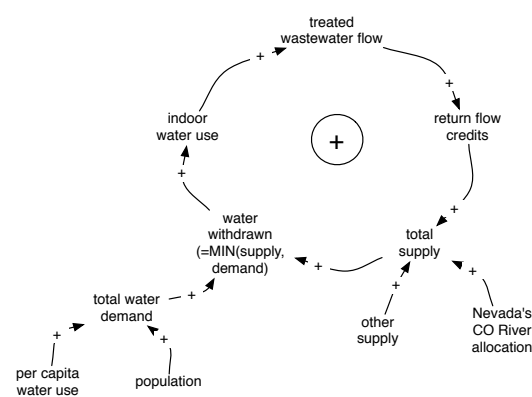 treated
wastewater flow
+
+
indoor
water use
return flow
credits
+
+
+
water
withdrawn
(=MIN(supply,
demand)
total
supply
+
+
+
+
total water
demand
+
+
other
supply
Nevada's
CO River
allocation
per capita
water use
population